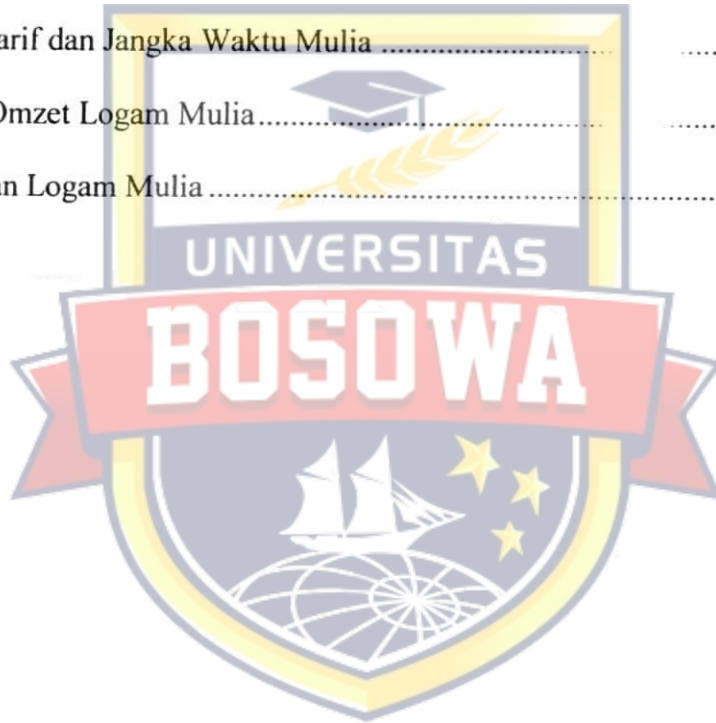 arif dan Jangka Waktu Mulia ........................................
Omzet Logam Mulia........................................................
an Logam Mulia ................................................................
UNIVERSITAS
BOSOWA